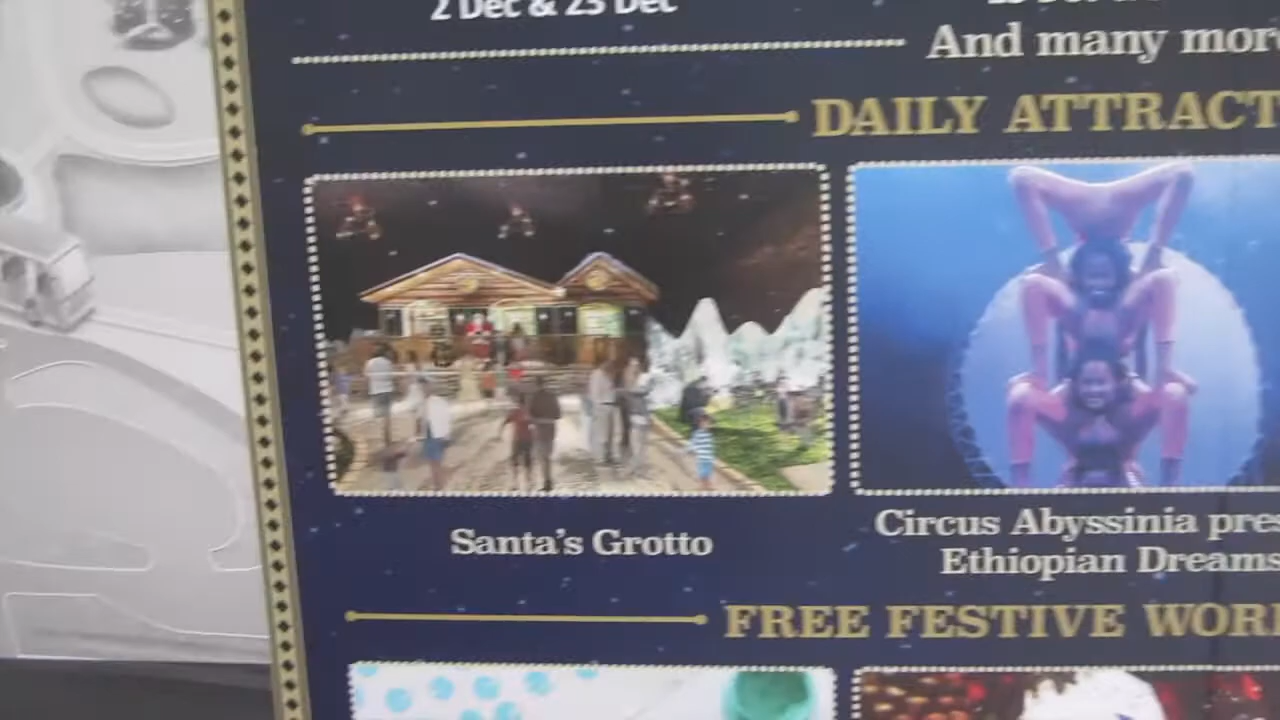 2 Dec & 23 Dec
And many more
DAILY ATTRACT
Santa's Grotto
Circus Abyssinia pres
Ethiopian Dreams
FREE FESTIVE WOR